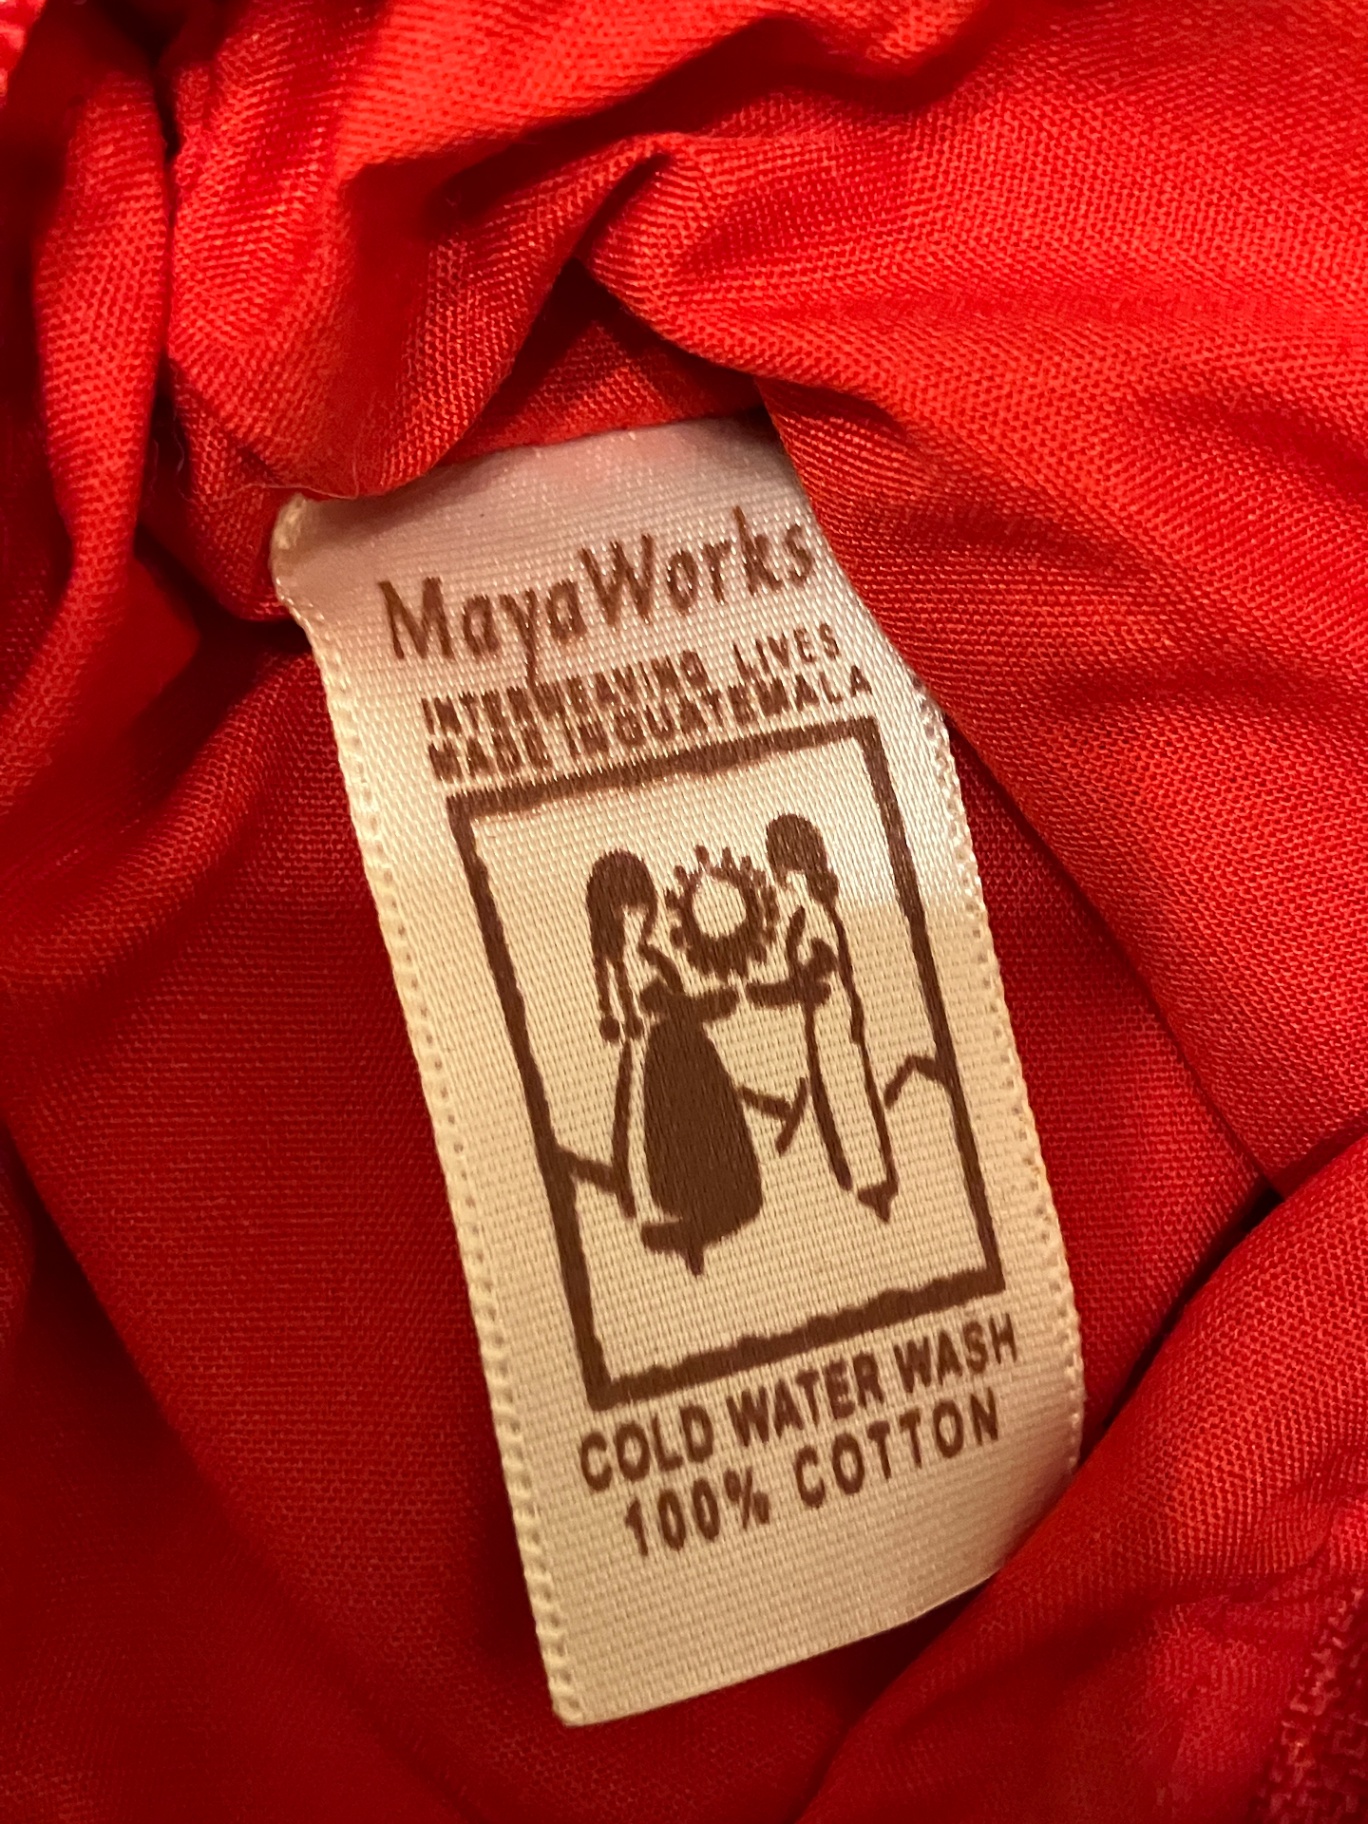 MayaWorks
INTERWEAVING LIVES
MADE IN GUATEMALA
COLD WATER WASH
100% COTTON